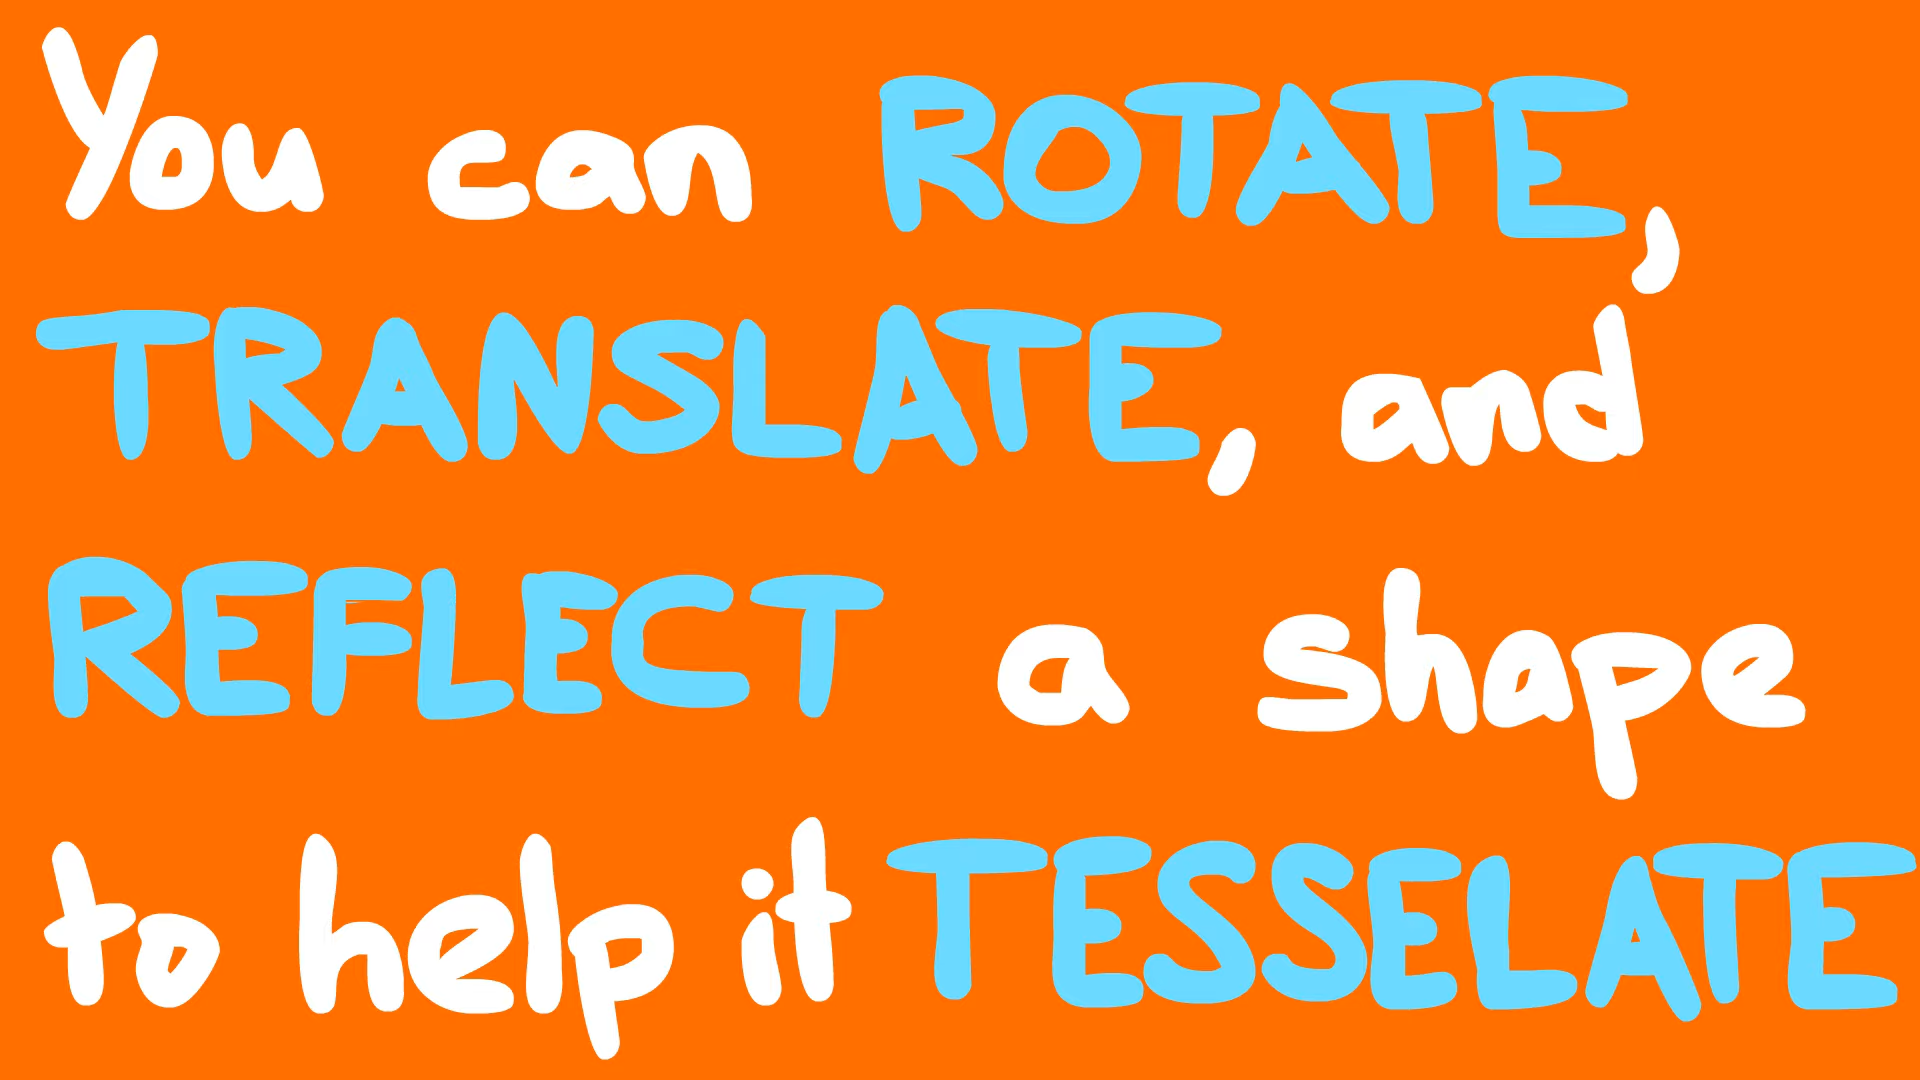 You can ROTATE,
TRANSLATE, and
REFLECT a shape
to help it TESSELATE